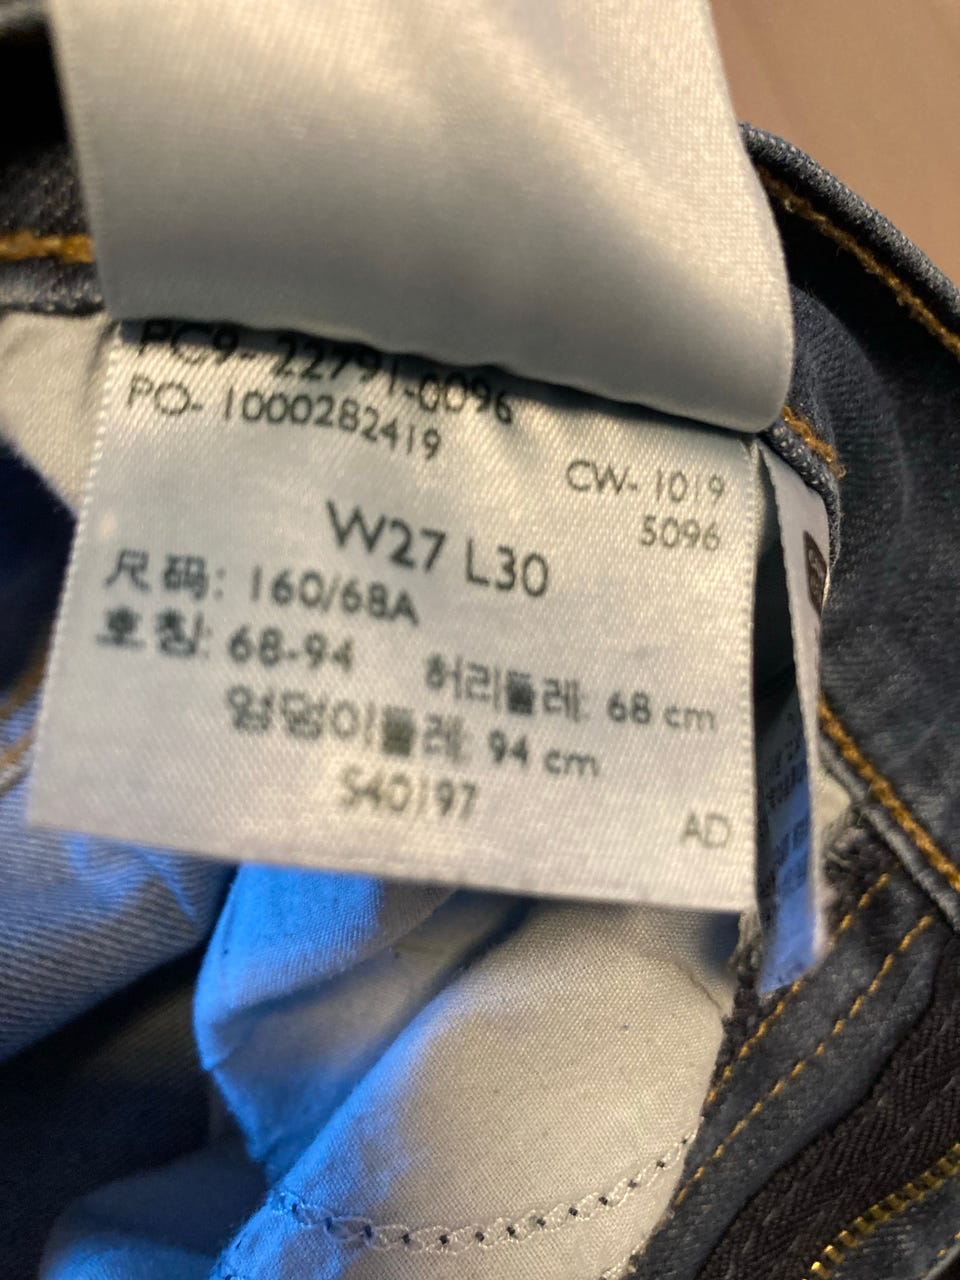 PC9- 22791-0096
PO- 1000282419
CW- 1019
5096
W27 L30
尺码: 160/68A
호칭: 68-94 허리둘레: 68 cm
엉덩이둘레: 94 cm
S40197
AD